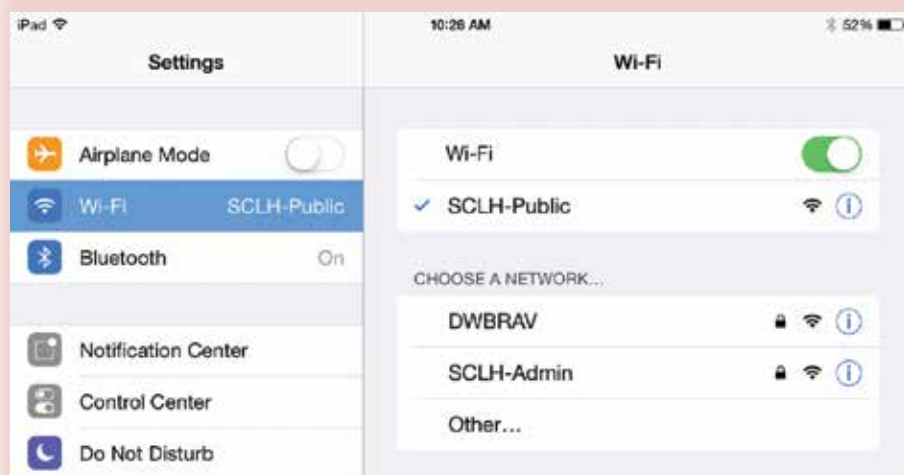 iPad 10:26 AM 52%
Settings
Wi-Fi
Airplane Mode
Wi-Fi SCLH-Public
Bluetooth On
Notification Center
Control Center
Do Not Disturb
Wi-Fi
SCLH-Public
CHOOSE A NETWORK...
DWBRAV
SCLH-Admin
Other...